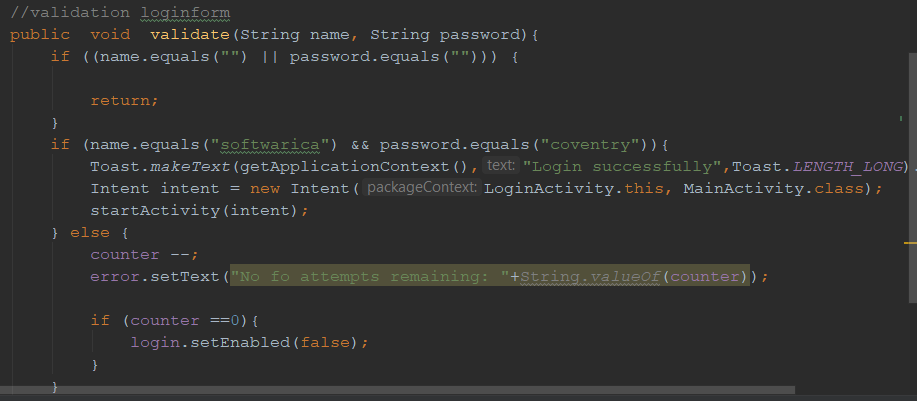 //validation loginform
public  void  validate(String name, String password){
    if ((name.equals("") || password.equals(""))) {
        return;
    }
    if (name.equals("softwarica") && password.equals("coventry")){
        Toast.makeText(getApplicationContext(), text: "Login successfully",Toast.LENGTH_LONG).
        Intent intent = new Intent( packageContext: LoginActivity.this, MainActivity.class);
        startActivity(intent);
    } else {
        counter --;
        error.setText("No fo attempts remaining: "+String.valueOf(counter));
        if (counter ==0){
            login.setEnabled(false);
        }
    }